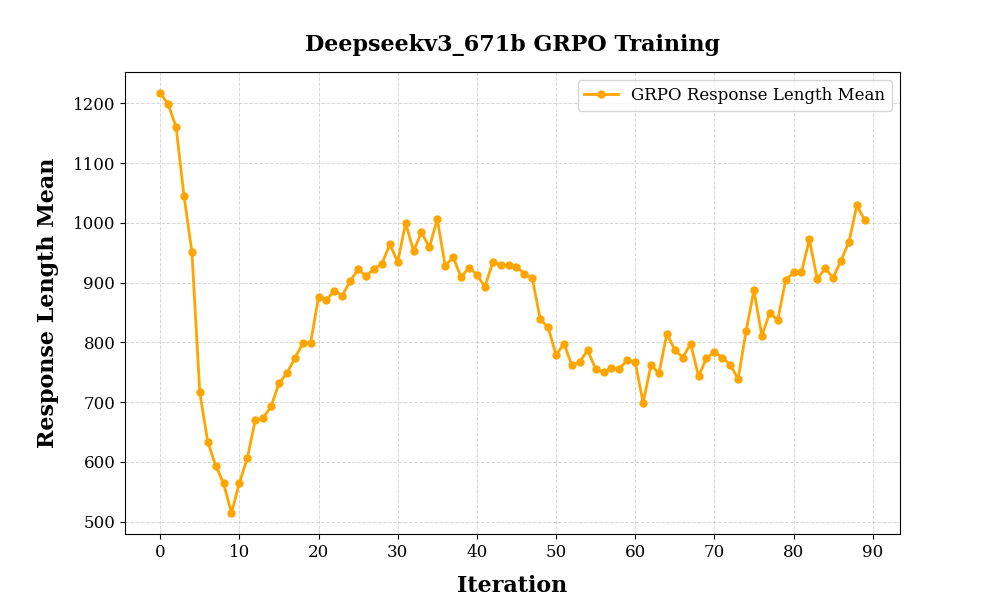 Deepseekv3_671b GRPO Training
GRPO Response Length Mean
Response Length Mean
1200
1100
1000
900
800
700
600
500
0 10 20 30 40 50 60 70 80 90
Iteration